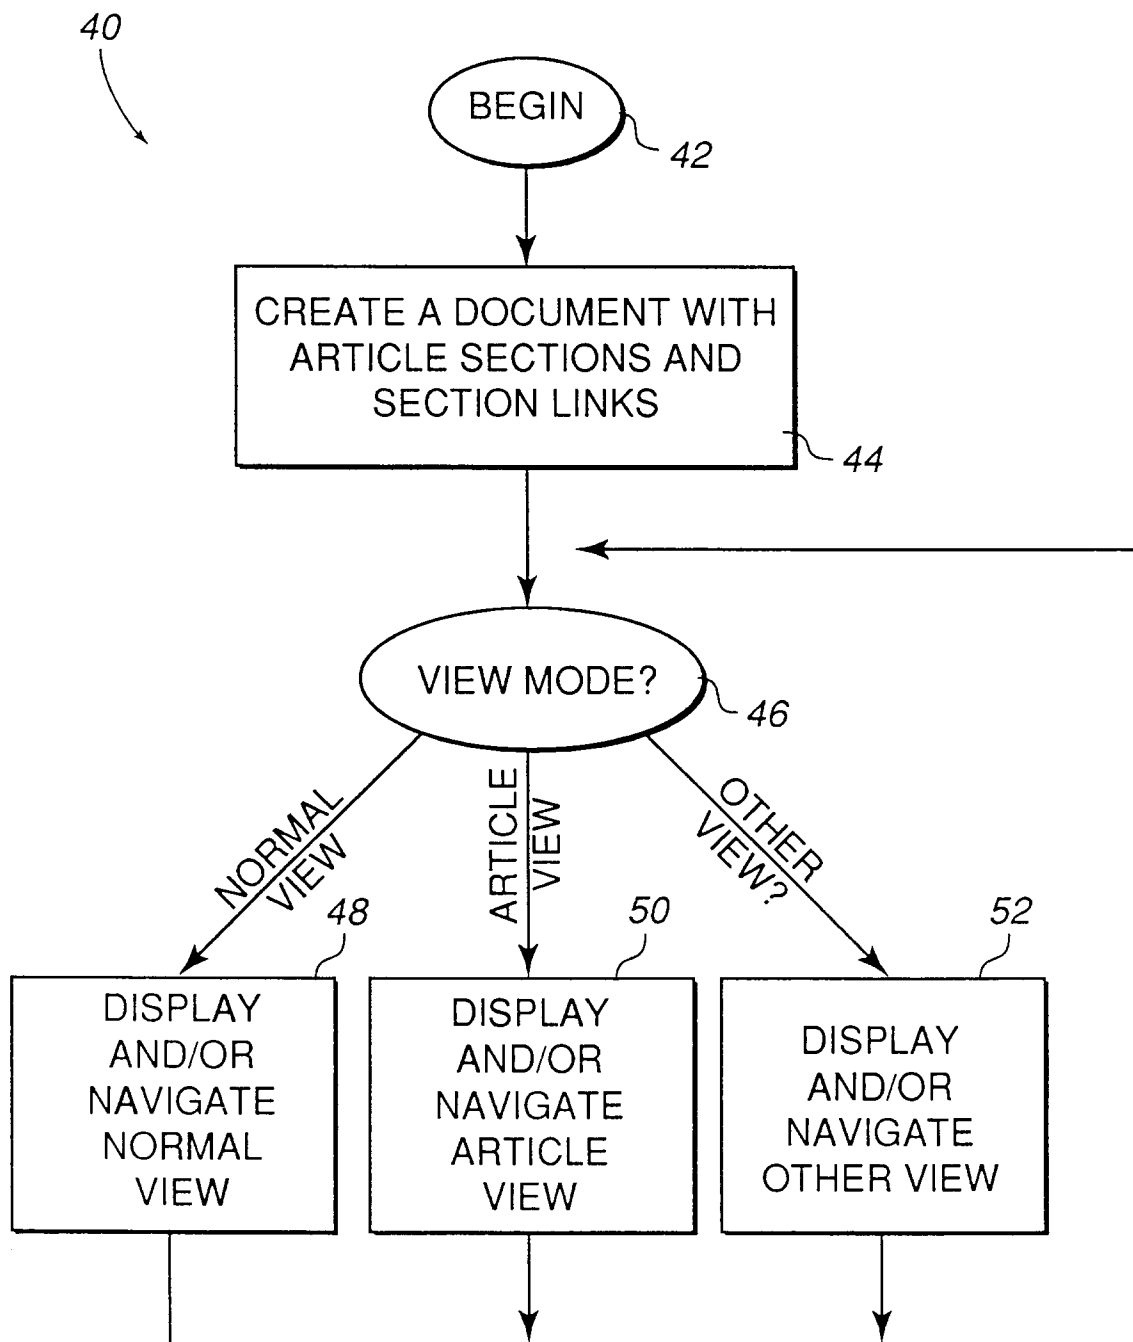 40
BEGIN
42
CREATE A DOCUMENT WITH
ARTICLE SECTIONS AND
SECTION LINKS
44
VIEW MODE?
46
NORMAL
VIEW
ARTICLE
VIEW
OTHER
VIEW?
48
DISPLAY
AND/OR
NAVIGATE
NORMAL
VIEW
50
DISPLAY
AND/OR
NAVIGATE
ARTICLE
VIEW
52
DISPLAY
AND/OR
NAVIGATE
OTHER VIEW